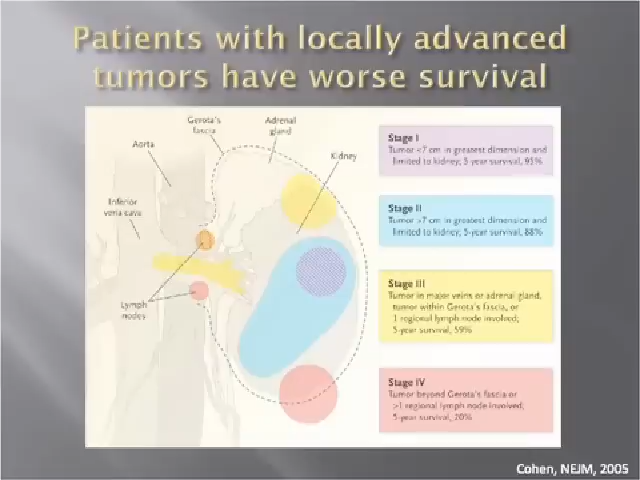 Patients with locally advanced
tumors have worse survival
Gerota's
fascia
Adrenal
gland
Aorta
Kidney
Inferior
vena cava
Lymph
nodes
Stage I
Tumor <7 cm in greatest dimension and
limited to kidney; 5-year survival, 95%
Stage II
Tumor >7 cm in greatest dimension and
limited to kidney; 5-year survival, 88%
Stage III
Tumor in major veins or adrenal gland,
tumor within Gerota's fascia, or
1 regional lymph node involved;
5-year survival, 59%
Stage IV
Tumor beyond Gerota's fascia or
>1 regional lymph node involved;
5-year survival, 20%
Cohen, NEJM, 2005